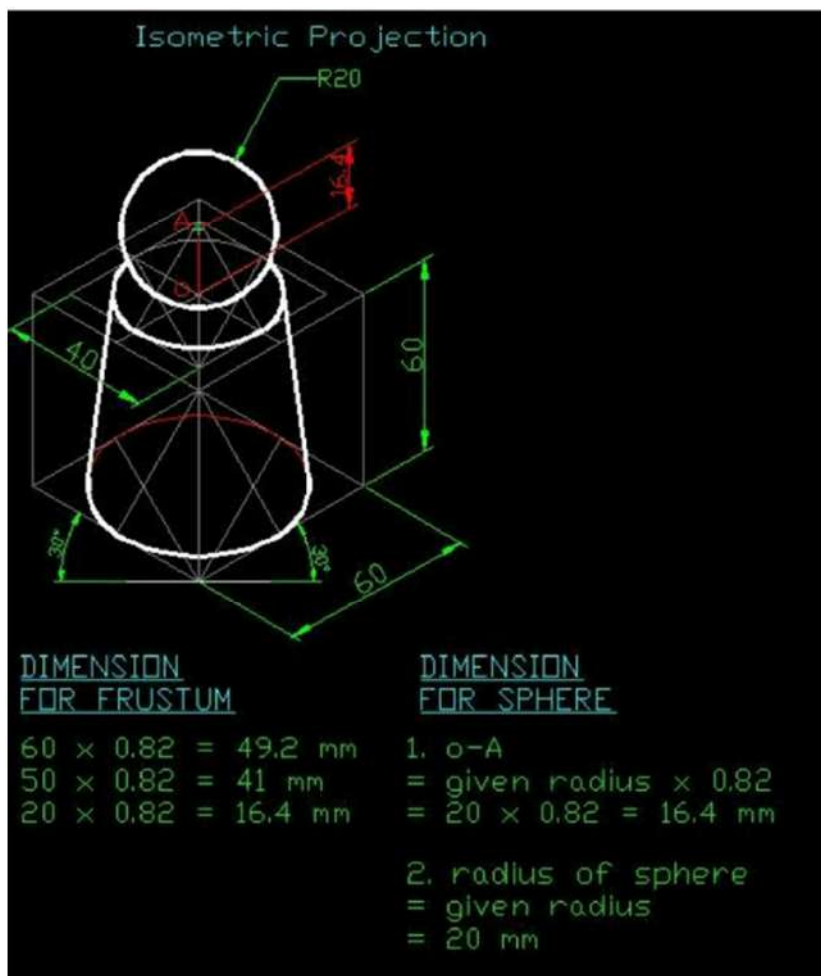 Isometric Projection
R20
16.4
A
O
60
40
30°
30°
60
DIMENSION
FOR FRUSTUM
60 x 0.82 = 49.2 mm
50 x 0.82 = 41 mm
20 x 0.82 = 16.4 mm
DIMENSION
FOR SPHERE
1. o-A
= given radius x 0.82
= 20 x 0.82 = 16.4 mm
2. radius of sphere
= given radius
= 20 mm